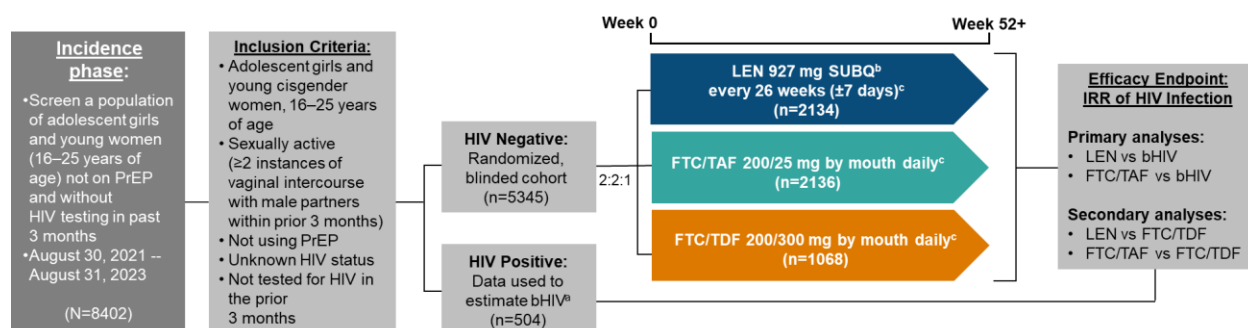 Incidence
phase:
•Screen a population
of adolescent girls
and young women
(16–25 years of
age) not on PrEP
and without
HIV testing in past
3 months
•August 30, 2021 --
August 31, 2023
(N=8402)
Inclusion Criteria:
• Adolescent girls and
young cisgender
women, 16–25 years
of age
• Sexually active
(≥2 instances of
vaginal intercourse
with male partners
within prior 3 months)
• Not using PrEP
• Unknown HIV status
• Not tested for HIV in
the prior
3 months
HIV Negative:
Randomized,
blinded cohort
(n=5345)
HIV Positive:
Data used to
estimate bHIVa
(n=504)
2:2:1
Week 0
Week 52+
LEN 927 mg SUBQb
every 26 weeks (±7 days)c
(n=2134)
FTC/TAF 200/25 mg by mouth dailyc
(n=2136)
FTC/TDF 200/300 mg by mouth dailyc
(n=1068)
Efficacy Endpoint:
IRR of HIV Infection
Primary analyses:
• LEN vs bHIV
• FTC/TAF vs bHIV
Secondary analyses:
• LEN vs FTC/TDF
• FTC/TAF vs FTC/TDF